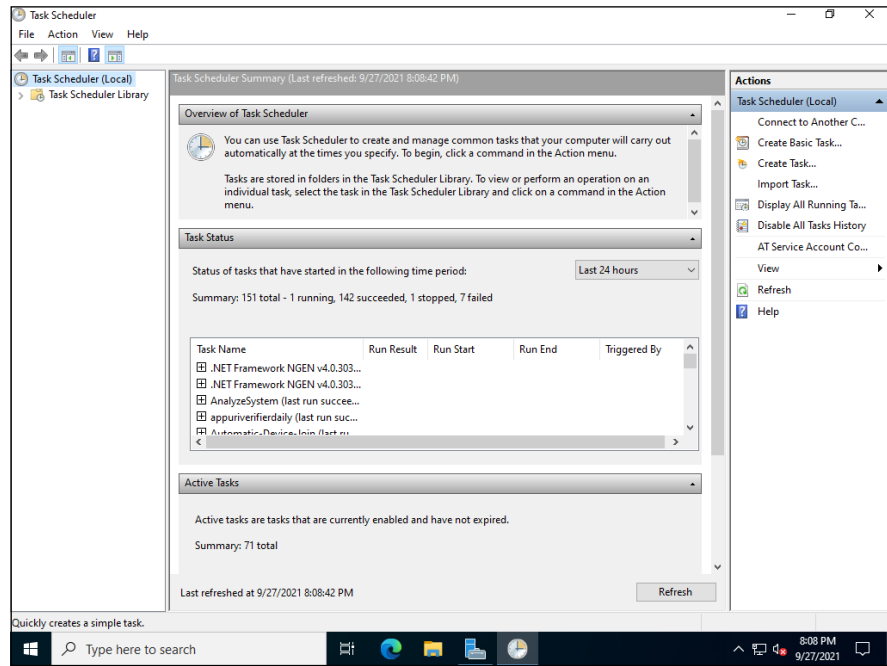 Task Scheduler
File Action View Help
Task Scheduler (Local)
Task Scheduler Library
Task Scheduler Summary (Last refreshed: 9/27/2021 8:08:42 PM)
Overview of Task Scheduler
You can use Task Scheduler to create and manage common tasks that your computer will carry out
automatically at the times you specify. To begin, click a command in the Action menu.
Tasks are stored in folders in the Task Scheduler Library. To view or perform an operation on an
individual task, select the task in the Task Scheduler Library and click on a command in the Action
menu.
Task Status
Status of tasks that have started in the following time period:
Last 24 hours
Summary: 151 total - 1 running, 142 succeeded, 1 stopped, 7 failed
Task Name Run Result Run Start Run End Triggered By
.NET Framework NGEN v4.0.303...
.NET Framework NGEN v4.0.303...
AnalyzeSystem (last run succee...
appuriverifierdaily (last run suc...
Automatic-Device-Join (last ru...
Active Tasks
Active tasks are tasks that are currently enabled and have not expired.
Summary: 71 total
Last refreshed at 9/27/2021 8:08:42 PM
Refresh
Actions
Task Scheduler (Local)
Connect to Another C...
Create Basic Task...
Create Task...
Import Task...
Display All Running Ta...
Disable All Tasks History
AT Service Account Co...
View
Refresh
Help
Quickly creates a simple task.
Type here to search
8:08 PM
9/27/2021